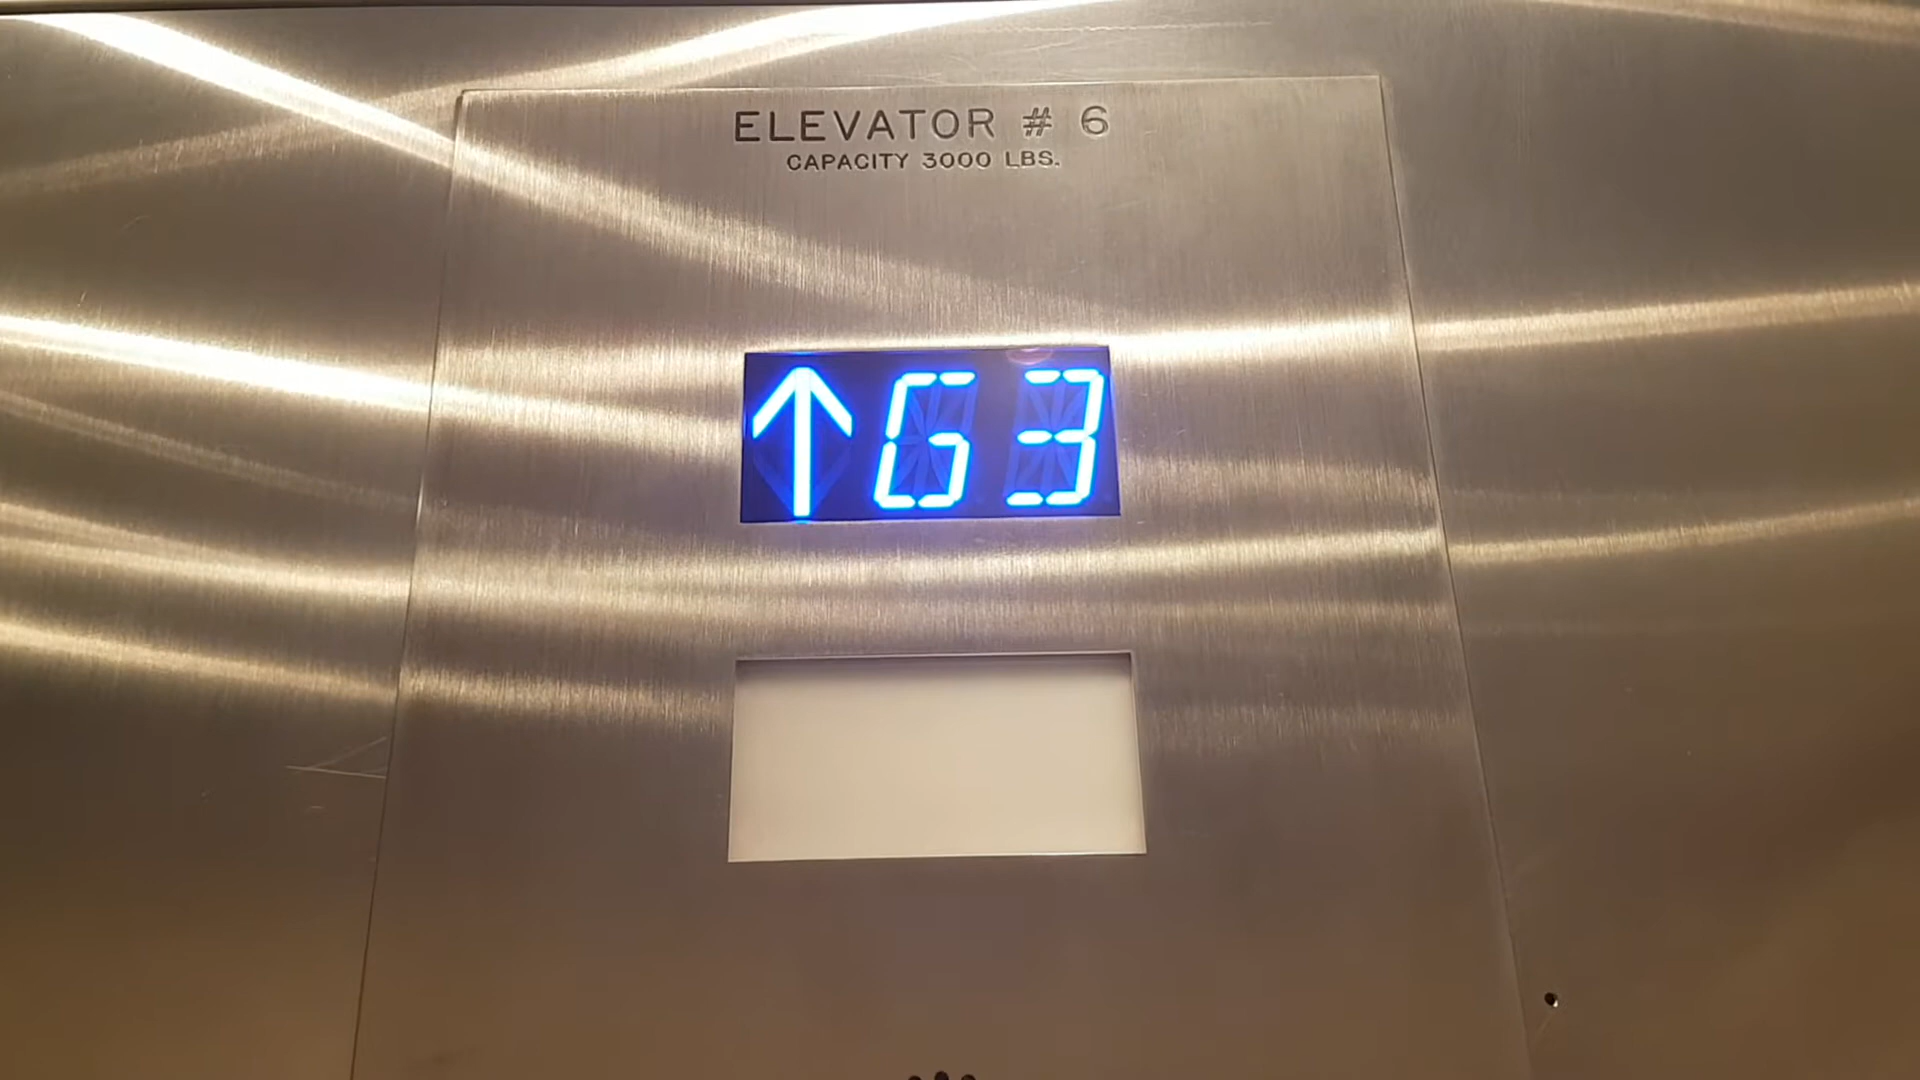 ELEVATOR # 6
CAPACITY 3000 LBS.
↑ G3